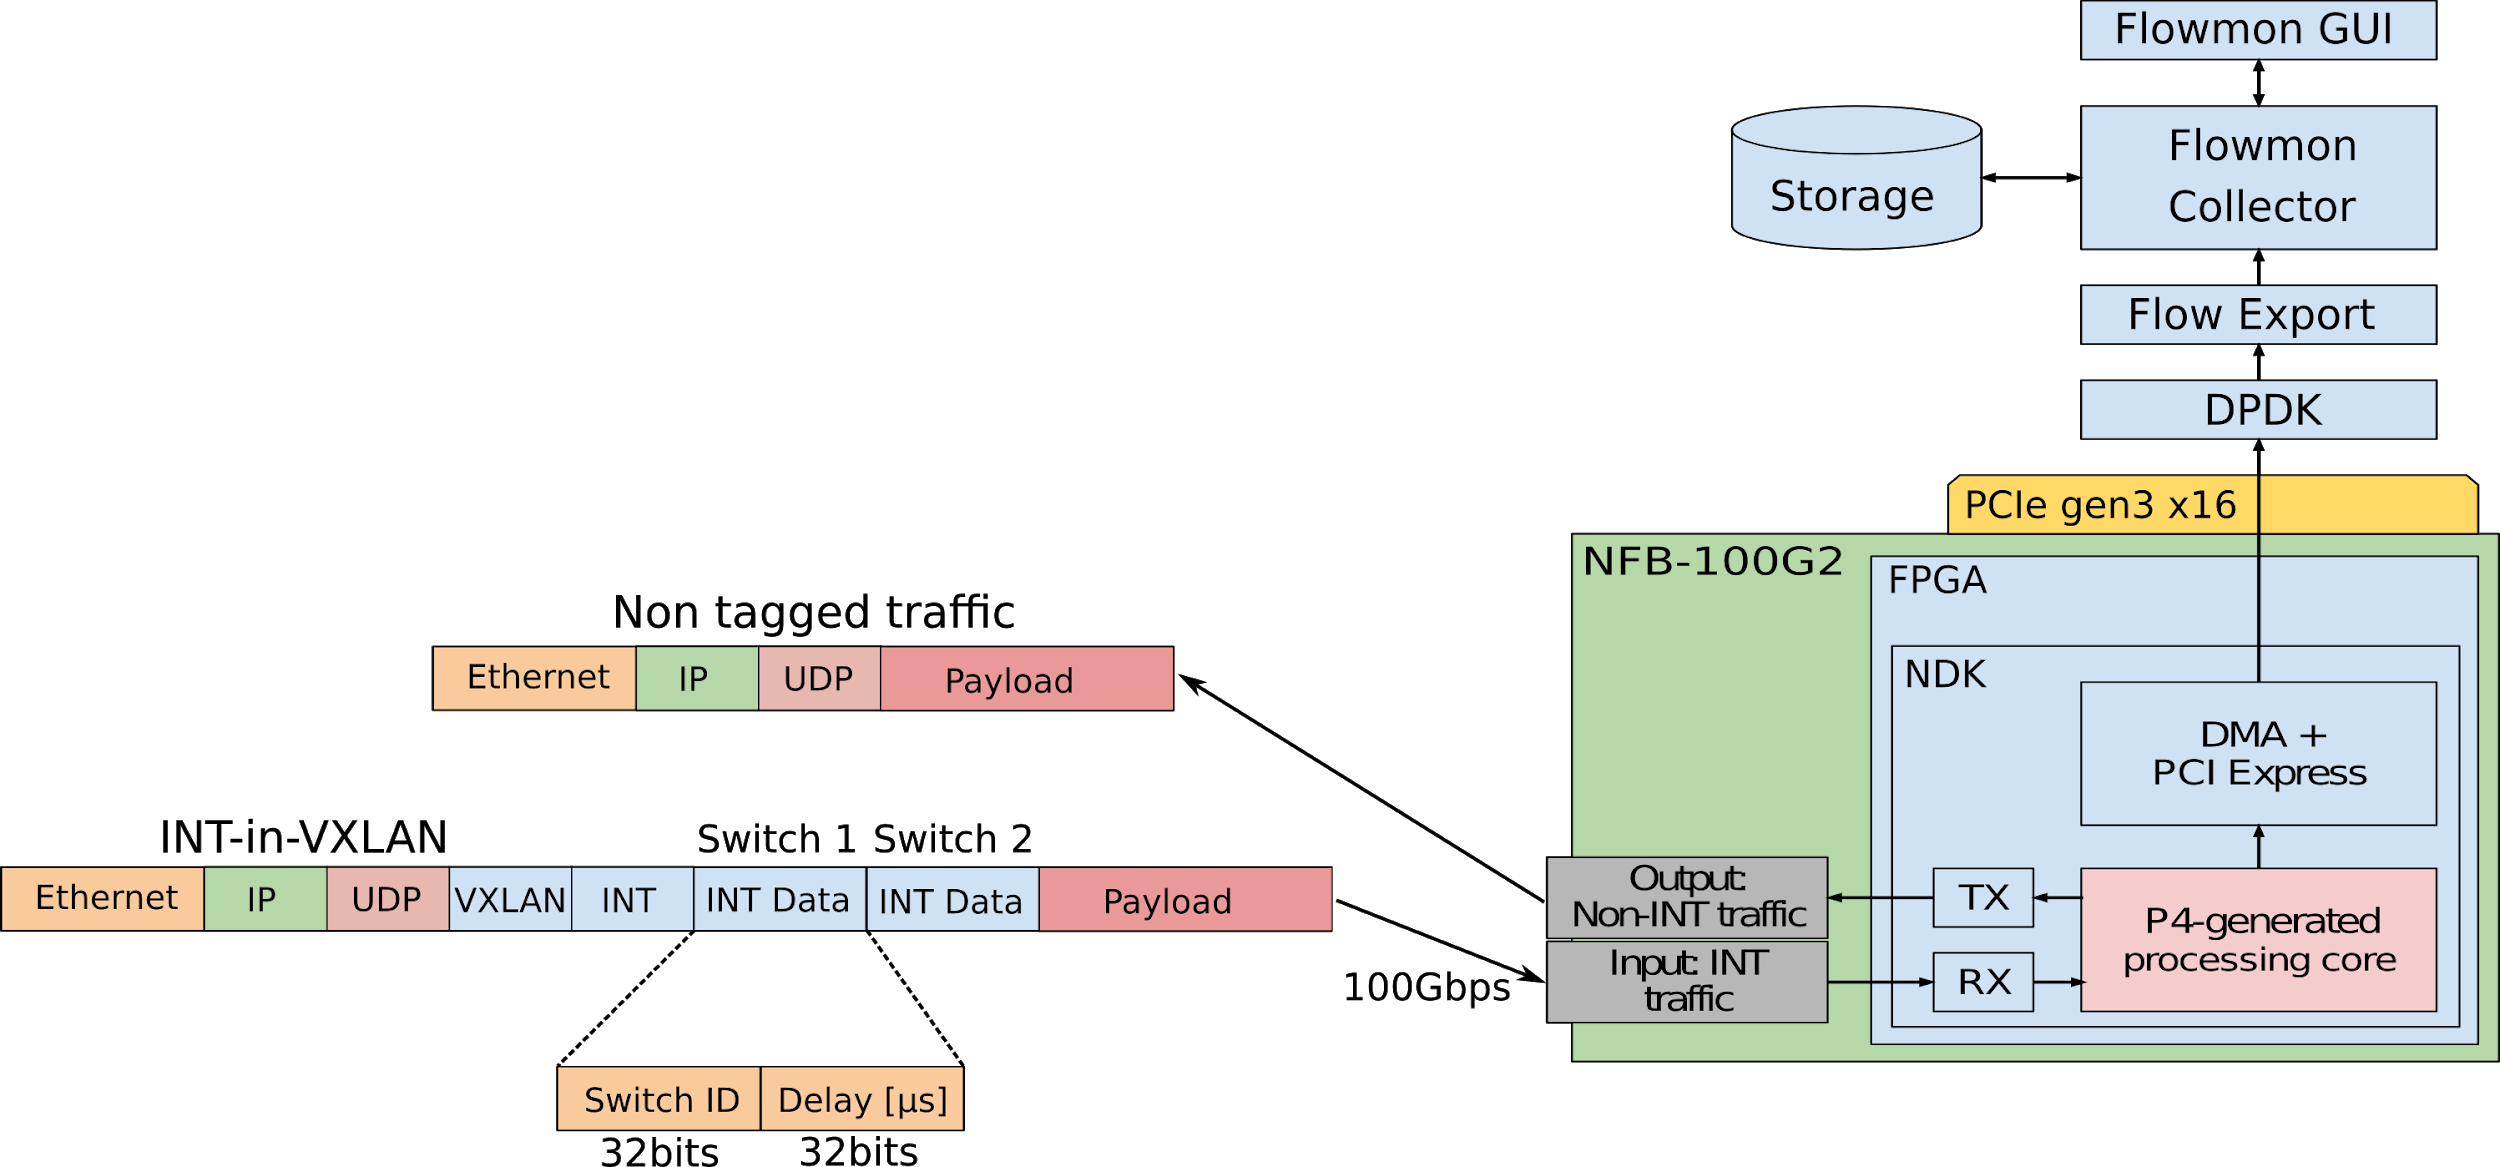 Flowmon GUI
Flowmon
Collector
Storage
Flow Export
DPDK
PCIe gen3 x16
NFB-100G2
FPGA
NDK
DMA +
PCI Express
Non tagged traffic
Ethernet IP UDP Payload
INT-in-VXLAN Switch 1 Switch 2
Ethernet IP UDP VXLAN INT INT Data INT Data Payload
100Gbps
Output:
Non-INT traffic
Input: INT
traffic
TX
RX
P4-generated
processing core
Switch ID Delay [µs]
32bits 32bits